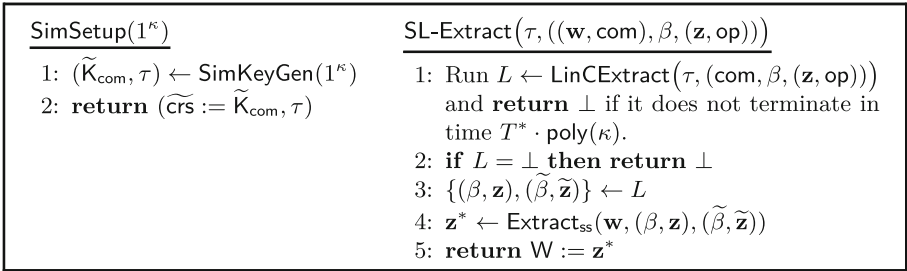 SimSetup(1^κ)
1: (K̃_com, τ) ← SimKeyGen(1^κ)
2: return (c͠rs := K̃_com, τ)
SL-Extract(τ, ((w, com), β, (z, op)))
1: Run L ← LinCExtract(τ, (com, β, (z, op)))
and return ⊥ if it does not terminate in
time T* · poly(κ).
2: if L = ⊥ then return ⊥
3: {(β, z), (β̃, z̃)} ← L
4: z* ← Extract_ss(w, (β, z), (β̃, z̃))
5: return W := z*